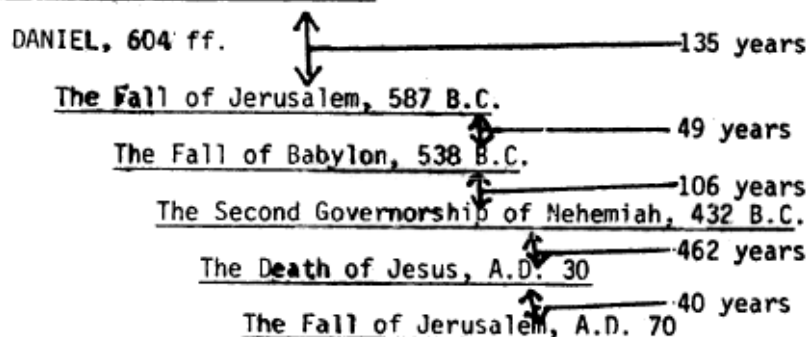 DANIEL, 604 ff.
135 years
The Fall of Jerusalem, 587 B.C.
49 years
The Fall of Babylon, 538 B.C.
106 years
The Second Governorship of Nehemiah, 432 B.C.
462 years
The Death of Jesus, A.D. 30
40 years
The Fall of Jerusalem, A.D. 70